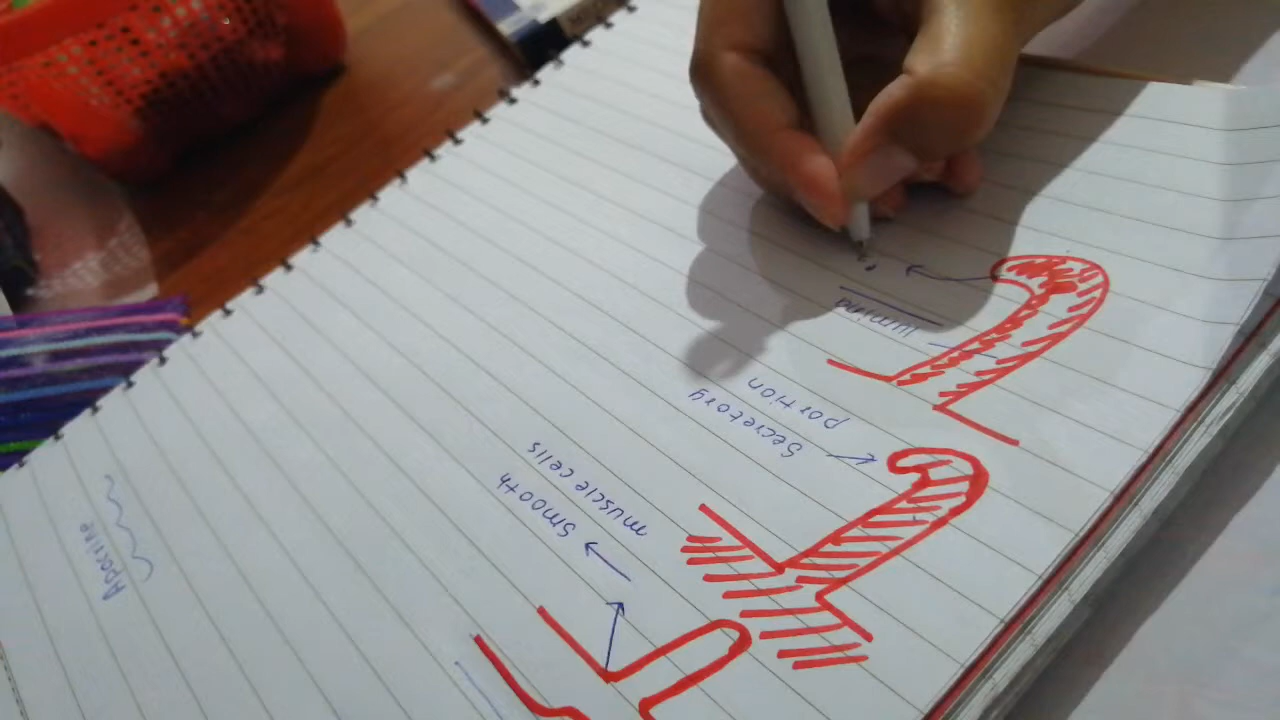 Smooth
muscle cells
Secretory
portion
lumina
Apocrine